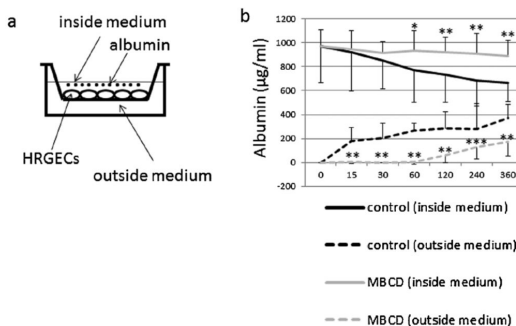 a
inside medium
albumin
HRGECs
outside medium
b
Albumin (μg/ml)
1200
1000
800
600
400
200
0
-200
* ** **
** ** ** ** *** **
0 15 30 60 120 240 360
control (inside medium)
control (outside medium)
MBCD (inside medium)
MBCD (outside medium)